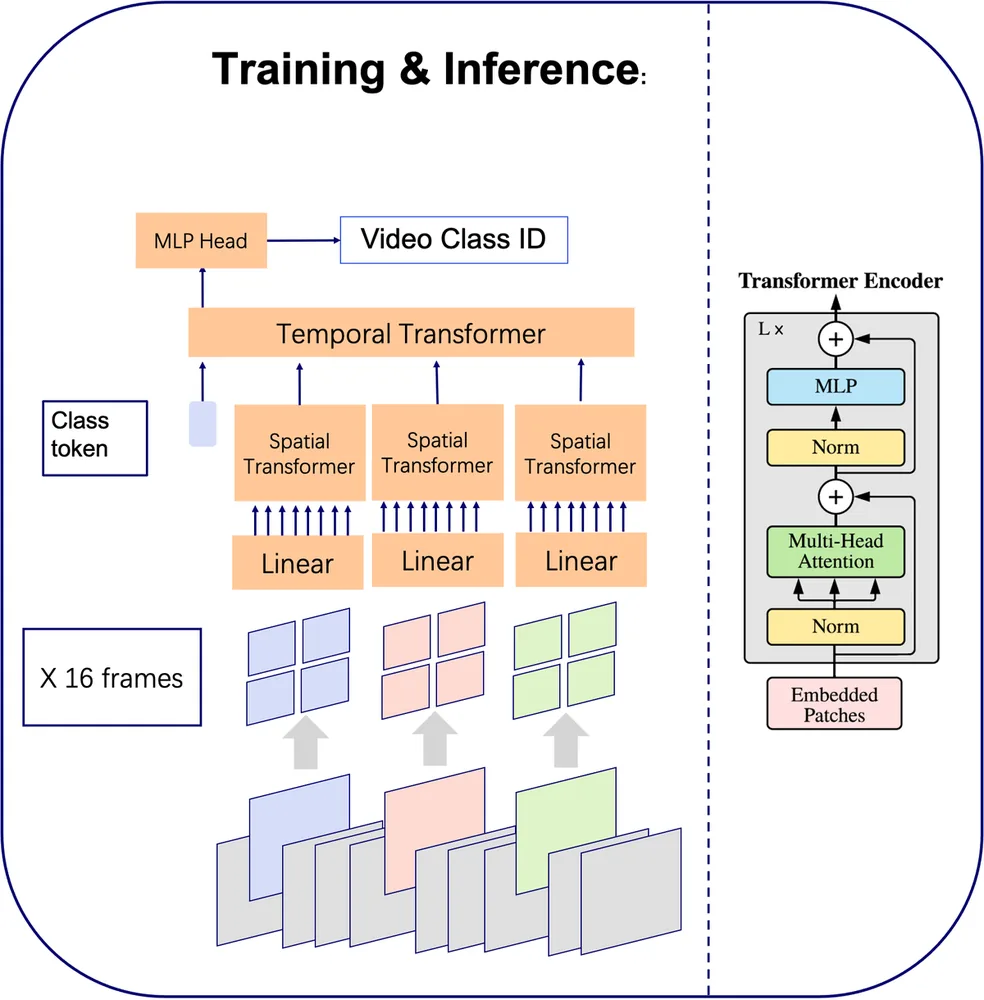 Training & Inference:
MLP Head
Video Class ID
Temporal Transformer
Class
token
Spatial
Transformer
Spatial
Transformer
Spatial
Transformer
Linear
Linear
Linear
X 16 frames
Transformer Encoder
L x
+
MLP
Norm
+
Multi-Head
Attention
Norm
Embedded
Patches